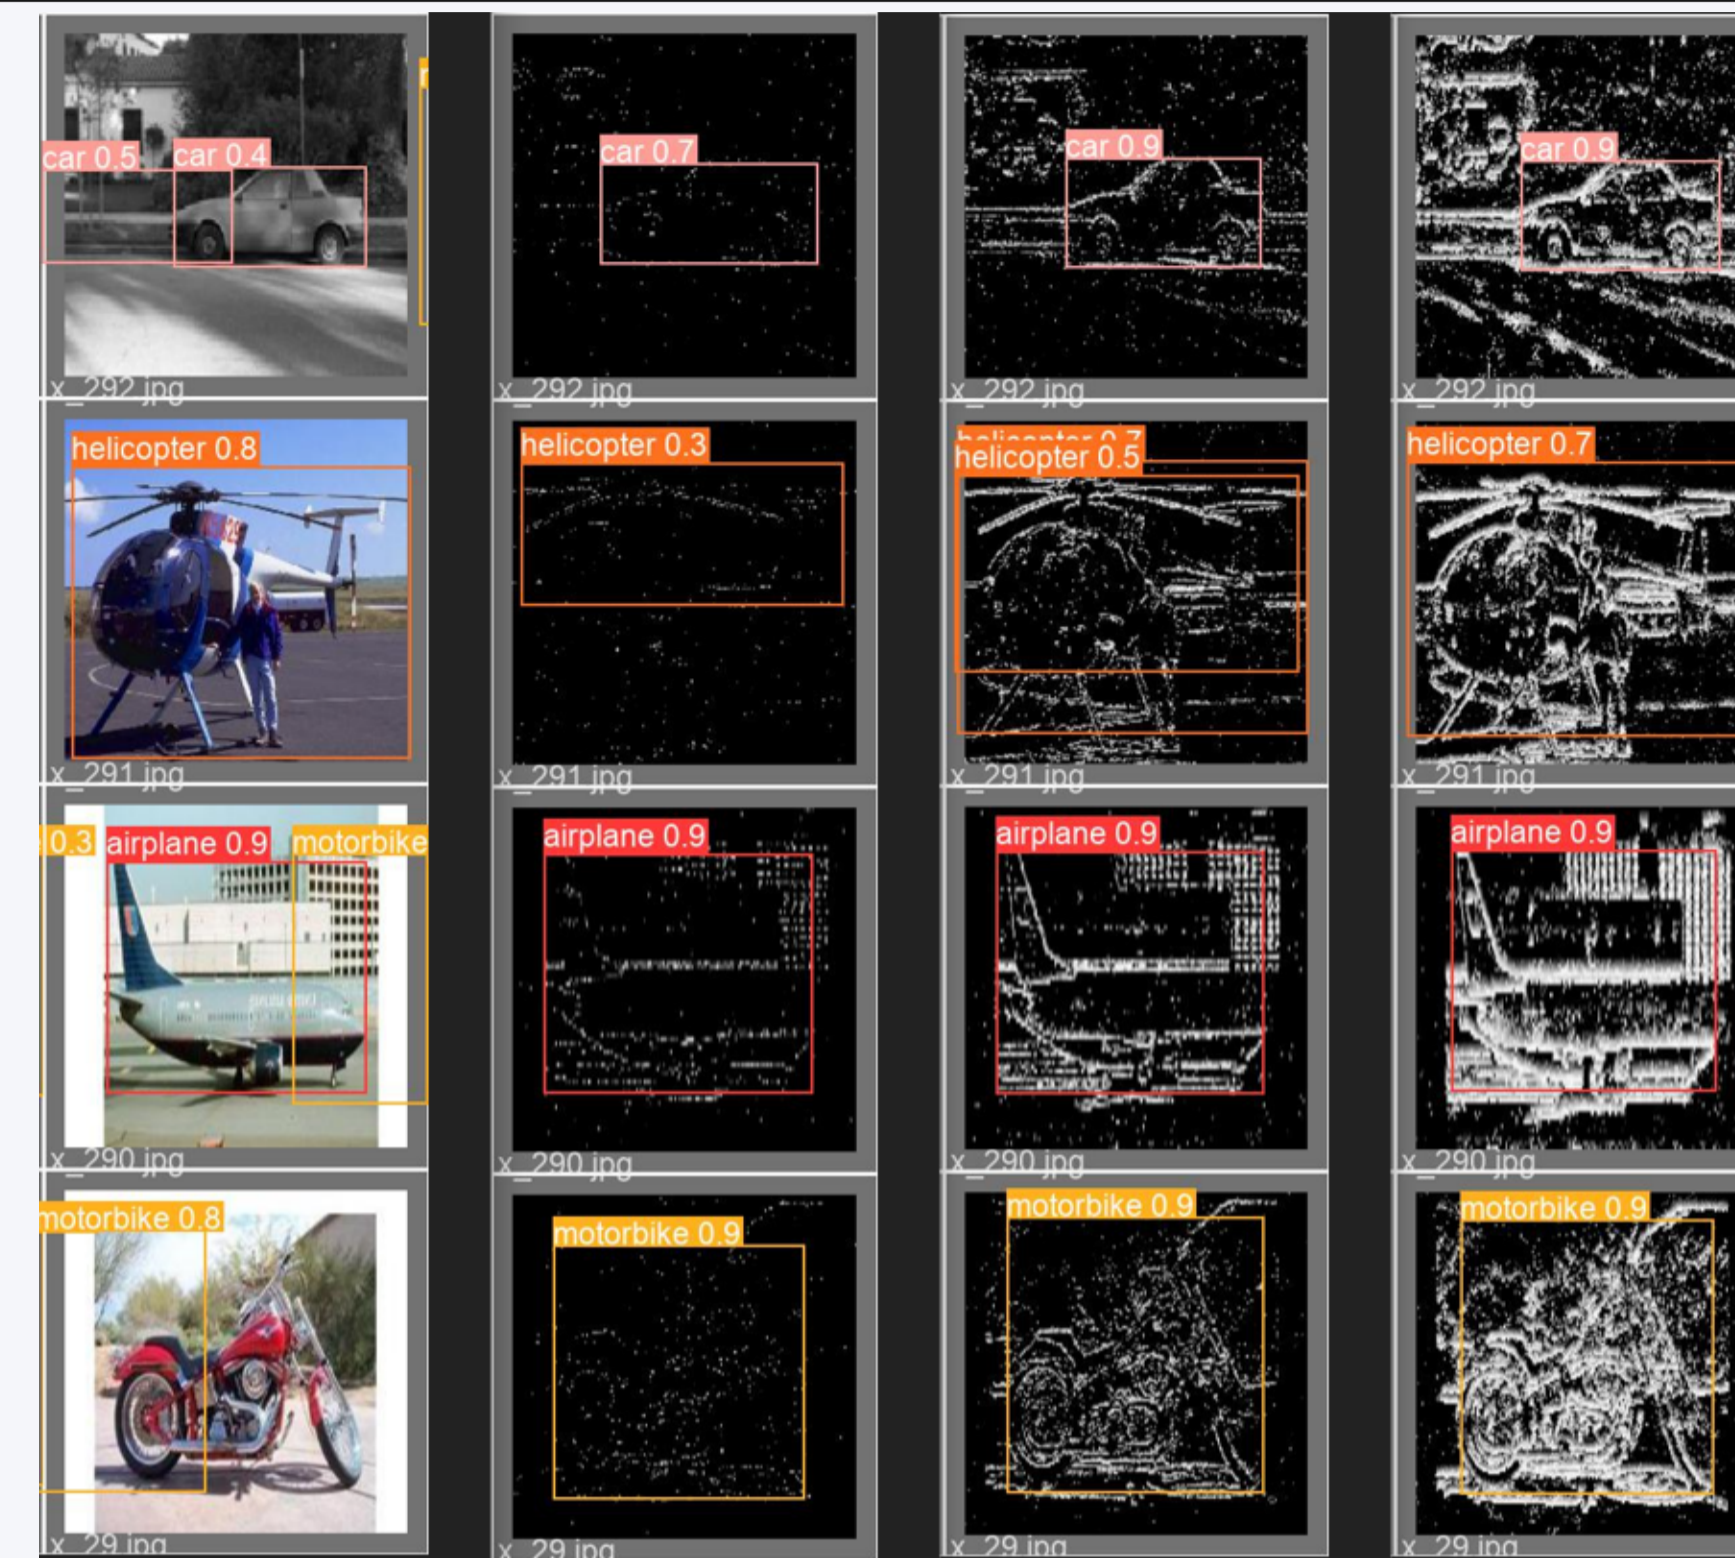 car 0.5
car 0.4
car 0.7
car 0.9
car 0.9
x_292.jpg
x_292.jpg
x_292.jpg
x_292.jpg
helicopter 0.8
helicopter 0.3
helicopter 0.7
helicopter 0.5
helicopter 0.7
x_291.jpg
x_291.jpg
x_291.jpg
x_291.jpg
0.3
airplane 0.9
motorbike
airplane 0.9
airplane 0.9
airplane 0.9
x_290.jpg
x_290.jpg
x_290.jpg
x_290.jpg
motorbike 0.8
motorbike 0.9
motorbike 0.9
motorbike 0.9
x_29.jpg
x_29.jpg
x_29.jpg
x_29.jpg